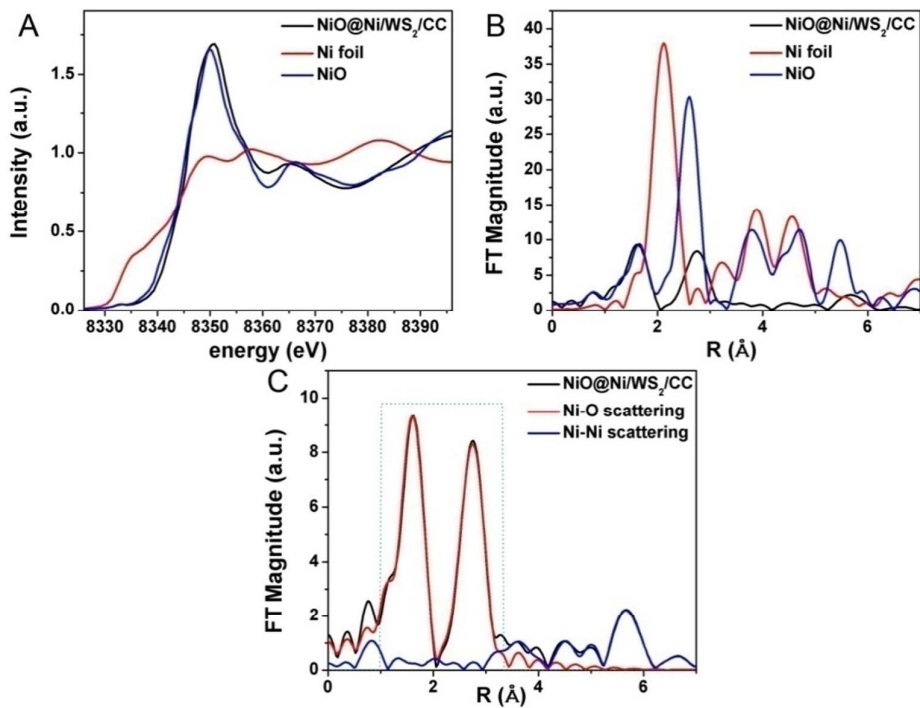 A
NiO@Ni/WS₂/CC
Ni foil
NiO
Intensity (a.u.)
1.5
1.0
0.5
0.0
8330 8340 8350 8360 8370 8380 8390
energy (eV)
B
NiO@Ni/WS₂/CC
Ni foil
NiO
FT Magnitude (a.u.)
40
35
30
25
20
15
10
5
0
0 2 4 6
R (Å)
C
NiO@Ni/WS₂/CC
Ni-O scattering
Ni-Ni scattering
FT Magnitude (a.u.)
10
8
6
4
2
0
0 2 4 6
R (Å)